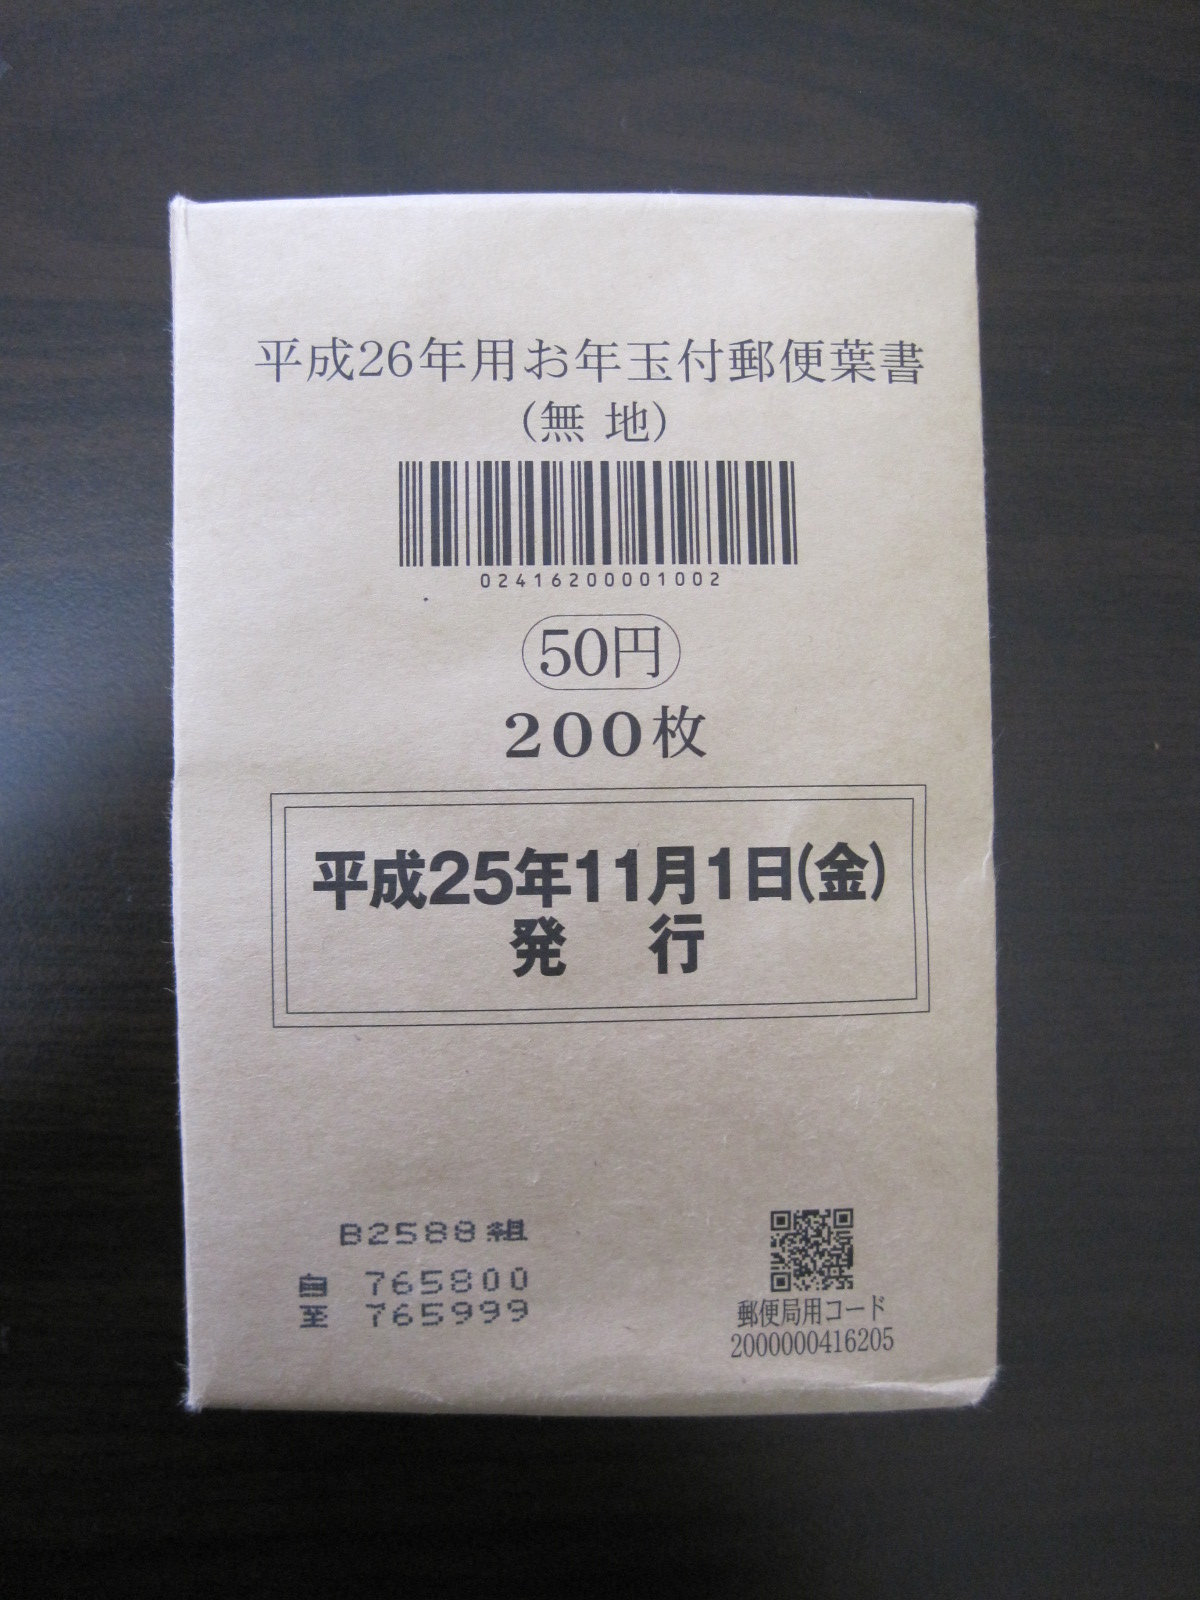 平成26年用お年玉付郵便葉書
(無 地)
02416200001002
50円
200枚
平成25年11月1日(金)
発 行
B2588組
自 765800
至 765999
郵便局用コード
2000000416205